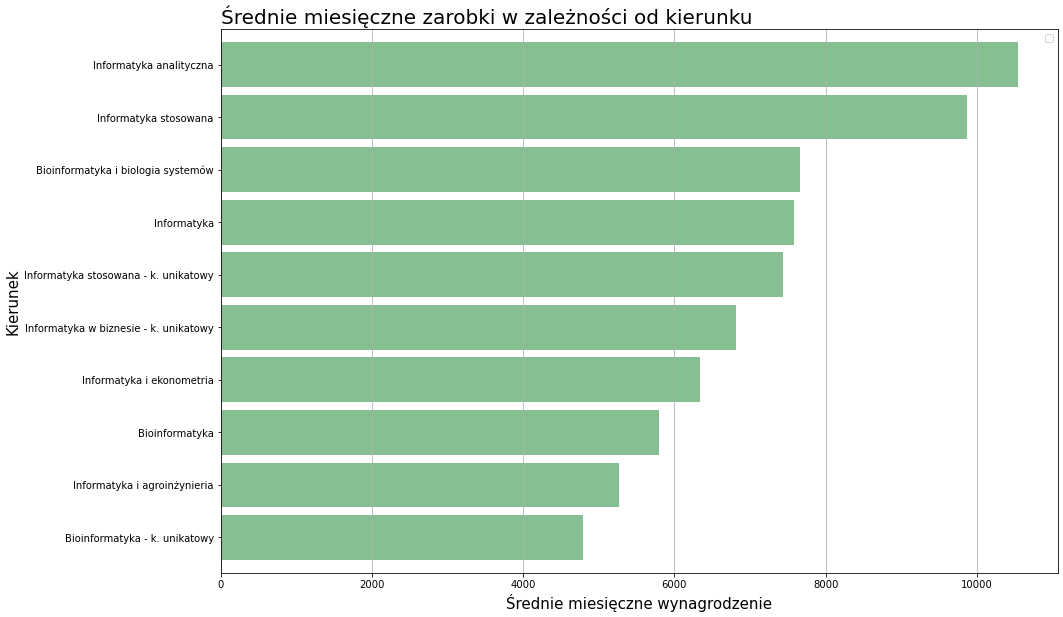 Średnie miesięczne zarobki w zależności od kierunku
Kierunek
Informatyka analityczna
Informatyka stosowana
Bioinformatyka i biologia systemów
Informatyka
Informatyka stosowana - k. unikatowy
Informatyka w biznesie - k. unikatowy
Informatyka i ekonometria
Bioinformatyka
Informatyka i agroinżynieria
Bioinformatyka - k. unikatowy
0 2000 4000 6000 8000 10000
Średnie miesięczne wynagrodzenie